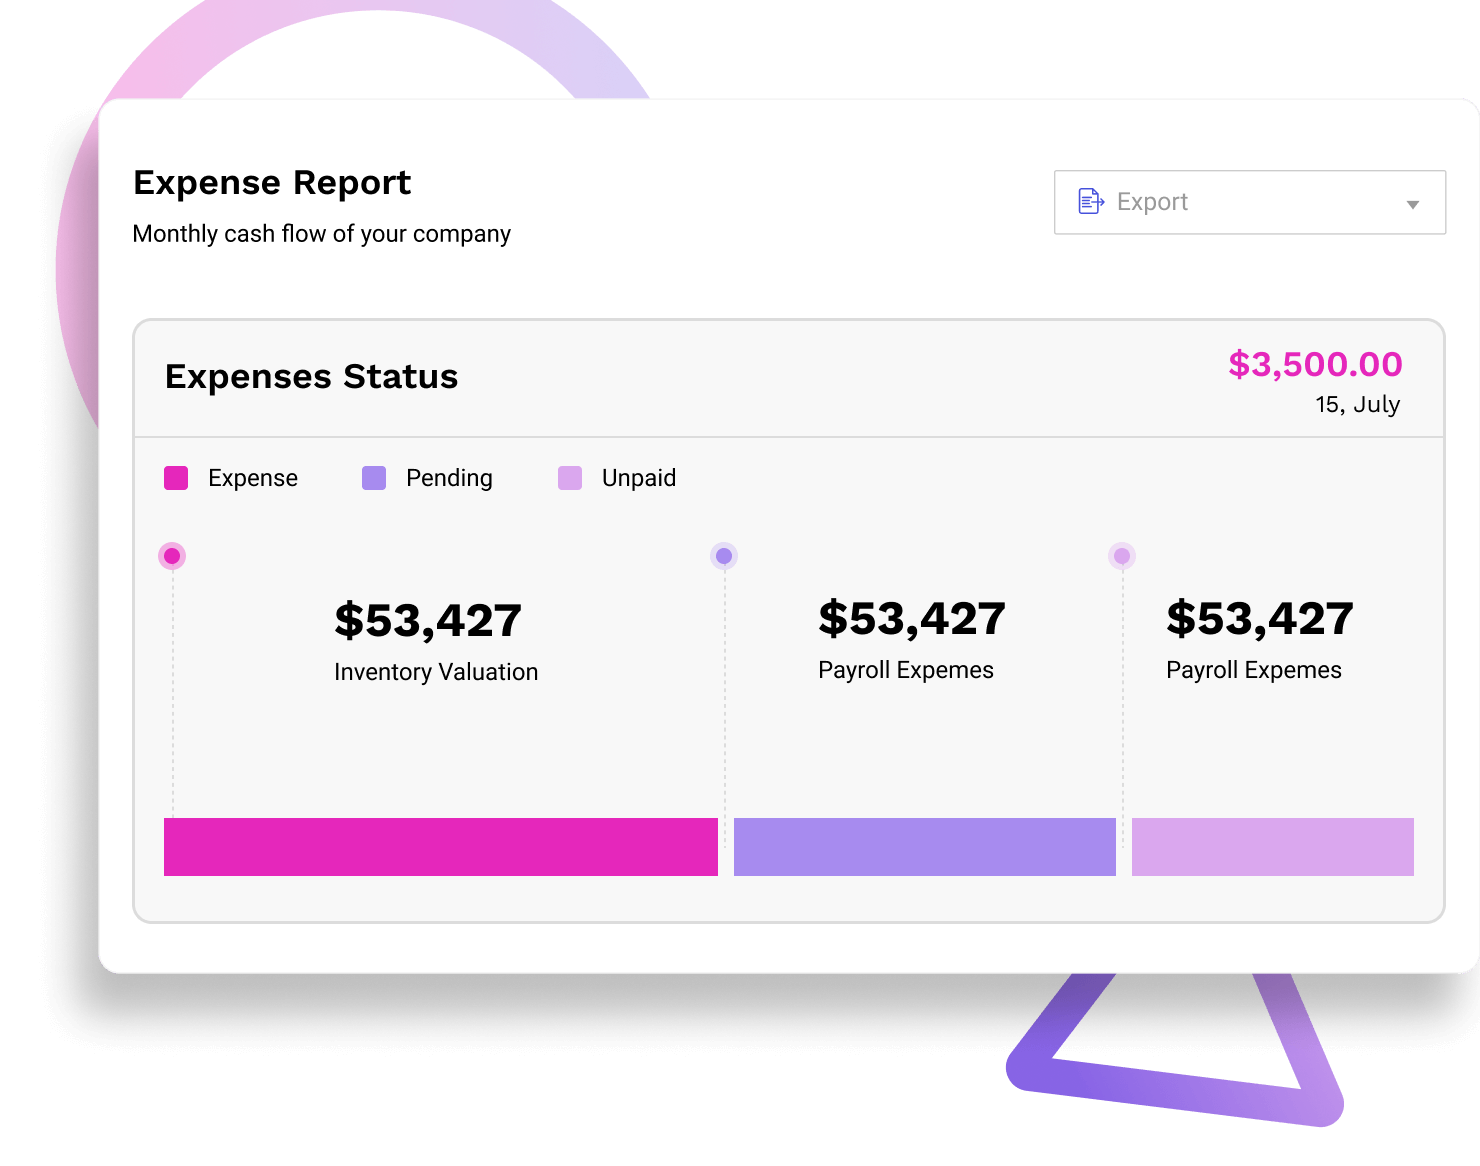 Expense Report
Monthly cash flow of your company
Export
Expenses Status
$3,500.00
15, July
Expense
Pending
Unpaid
$53,427
Inventory Valuation
$53,427
Payroll Expemes
$53,427
Payroll Expemes